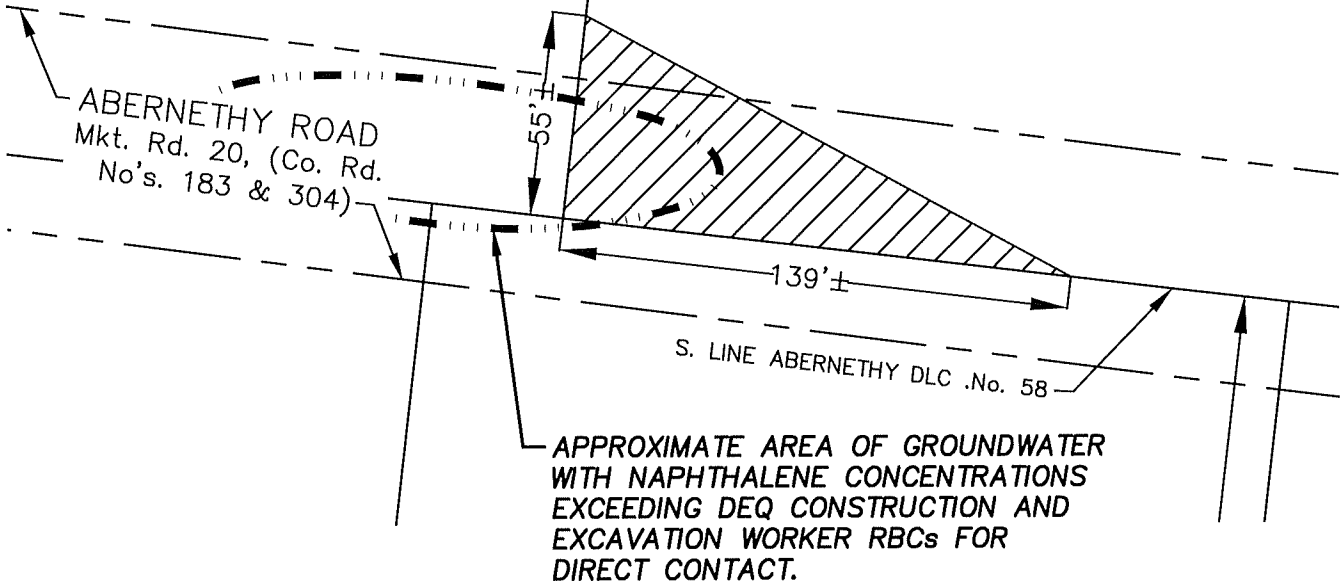 ABERNETHY ROAD
Mkt. Rd. 20, (Co. Rd.
No's. 183 & 304)
55'±
139'±
S. LINE ABERNETHY DLC .No. 58
APPROXIMATE AREA OF GROUNDWATER
WITH NAPHTHALENE CONCENTRATIONS
EXCEEDING DEQ CONSTRUCTION AND
EXCAVATION WORKER RBCs FOR
DIRECT CONTACT.